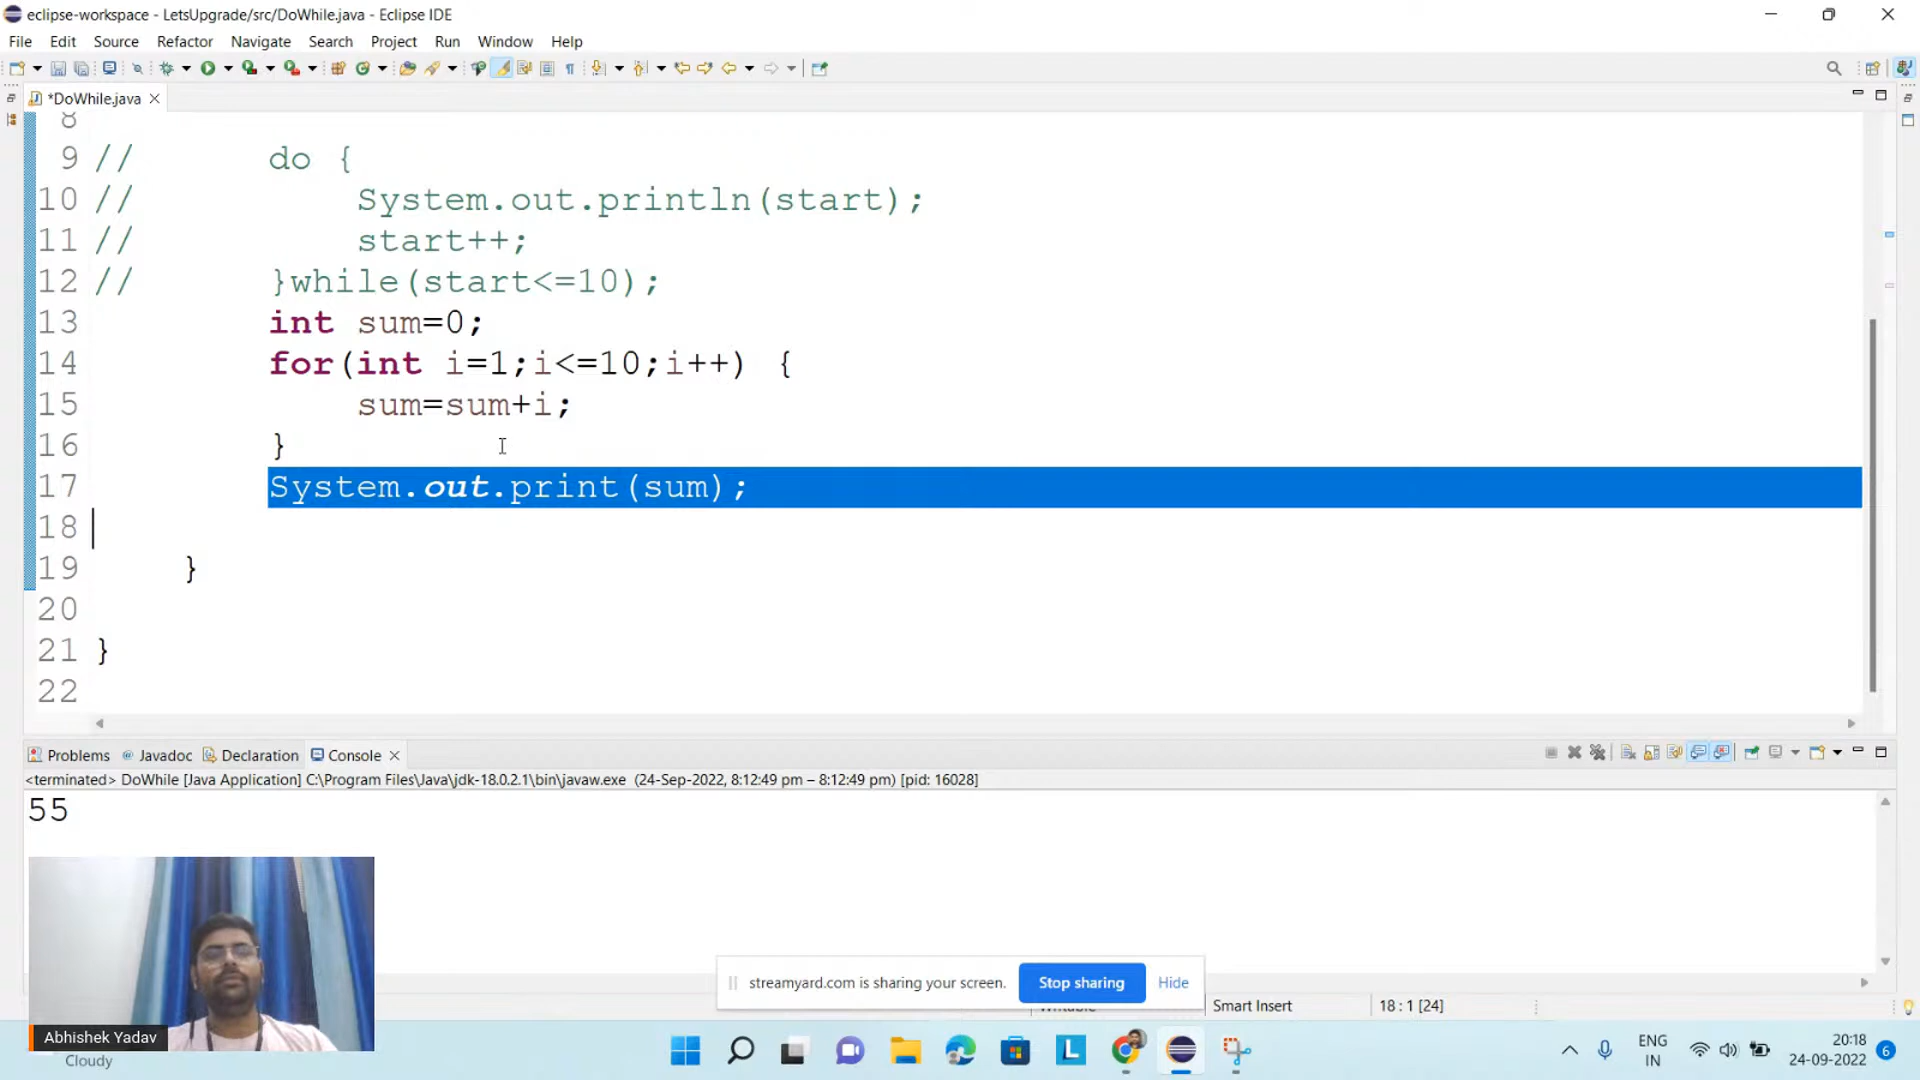 eclipse-workspace - LetsUpgrade/src/DoWhile.java - Eclipse IDE
File Edit Source Refactor Navigate Search Project Run Window Help
*DoWhile.java
8
9 // do {
10 // System.out.println(start);
11 // start++;
12 // }while(start<=10);
13 int sum=0;
14 for(int i=1;i<=10;i++) {
15 sum=sum+i;
16 }
17 System.out.print(sum);
18
19 }
20
21 }
22
Problems @ Javadoc Declaration Console
<terminated> DoWhile [Java Application] C:\Program Files\Java\jdk-18.0.2.1\bin\javaw.exe (24-Sep-2022, 8:12:49 pm – 8:12:49 pm) [pid: 16028]
55
streamyard.com is sharing your screen. Stop sharing Hide
Writable Smart Insert 18 : 1 [24]
Abhishek Yadav
Cloudy
L
ENG
IN
20:18
24-09-2022
6